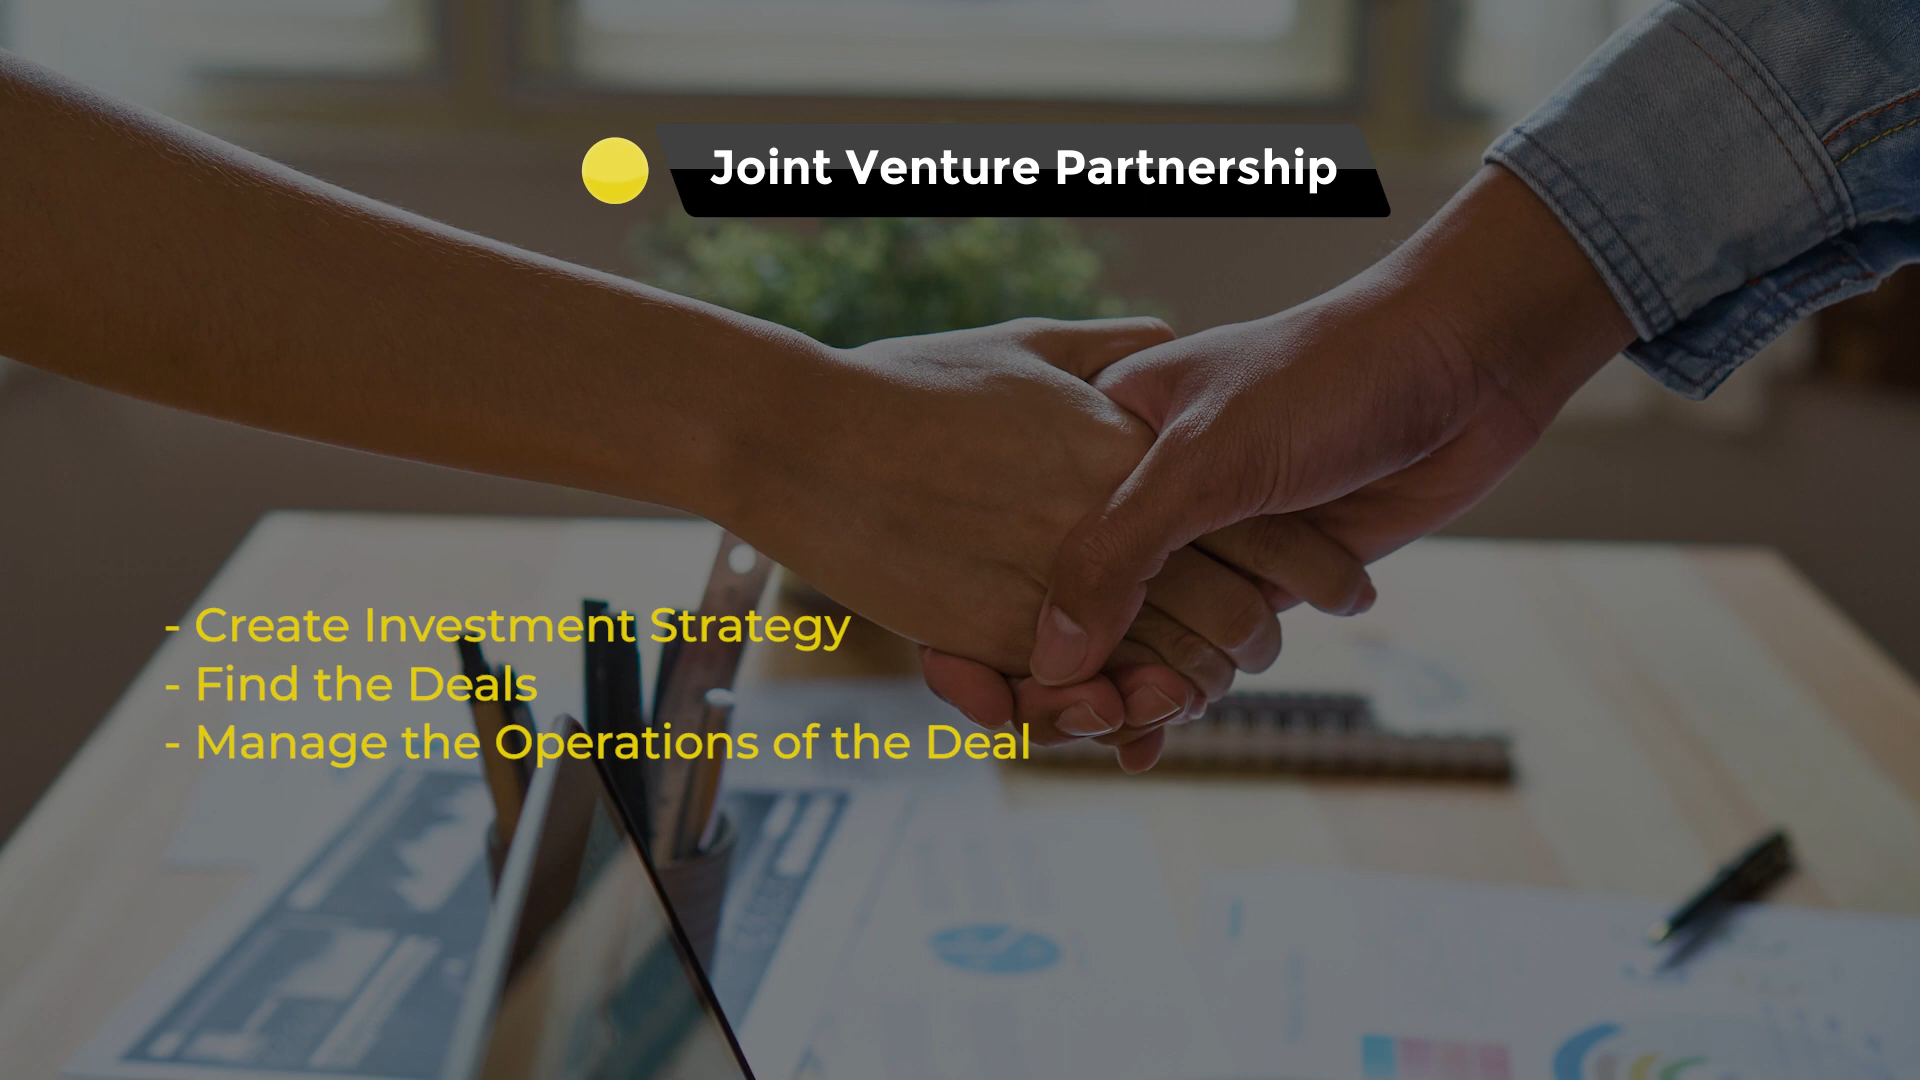 Joint Venture Partnership
- Create Investment Strategy
- Find the Deals
- Manage the Operations of the Deal